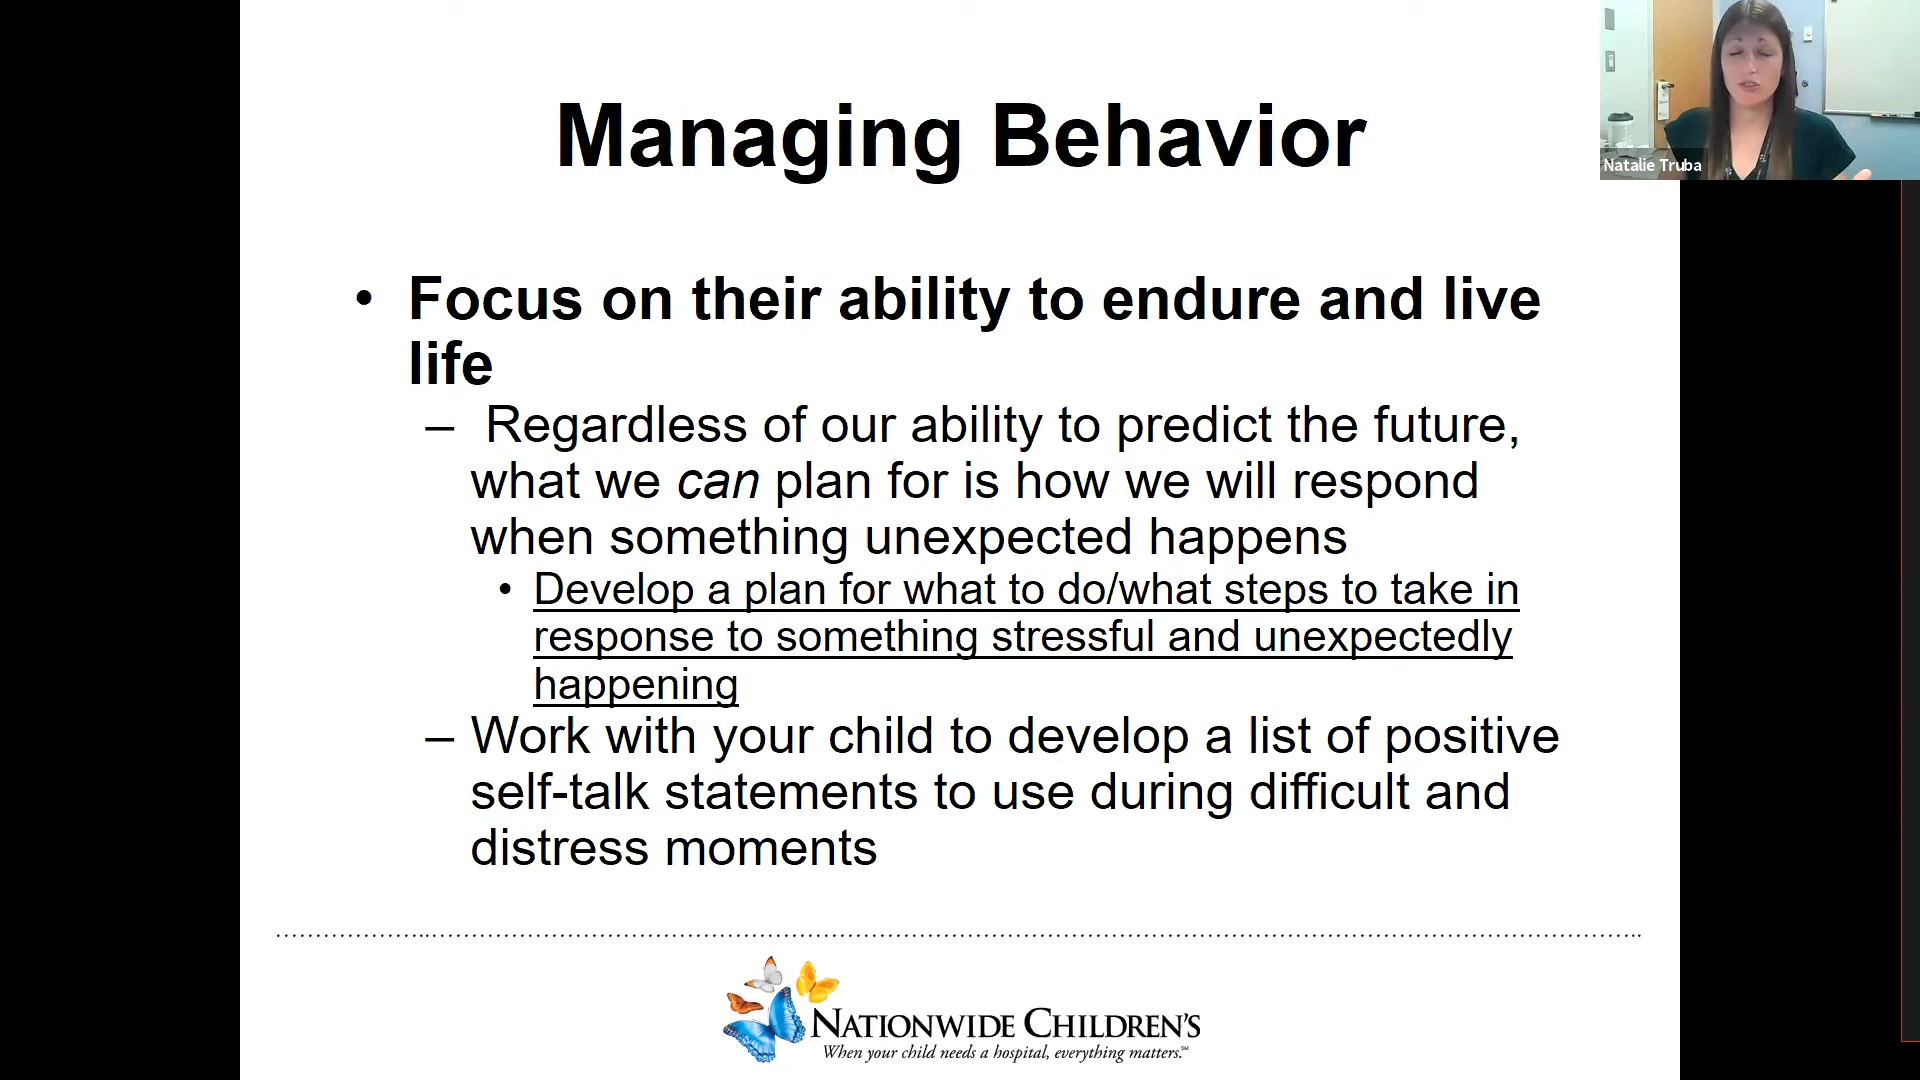 Managing Behavior
Natalie Truba
• Focus on their ability to endure and live
life
– Regardless of our ability to predict the future,
what we can plan for is how we will respond
when something unexpected happens
• Develop a plan for what to do/what steps to take in
response to something stressful and unexpectedly
happening
– Work with your child to develop a list of positive
self-talk statements to use during difficult and
distress moments
NATIONWIDE CHILDREN'S
When your child needs a hospital, everything matters.℠